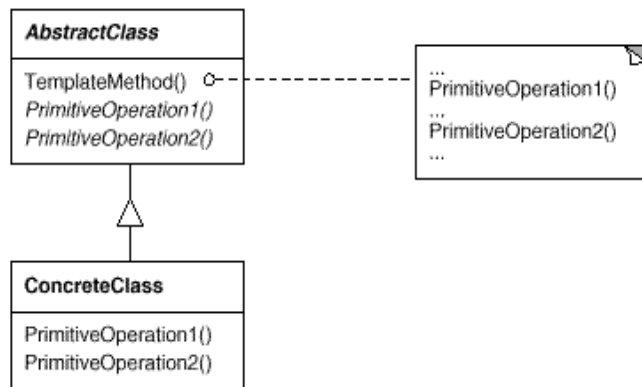 AbstractClass
TemplateMethod()
PrimitiveOperation1()
PrimitiveOperation2()
...
PrimitiveOperation1()
...
PrimitiveOperation2()
...
ConcreteClass
PrimitiveOperation1()
PrimitiveOperation2()